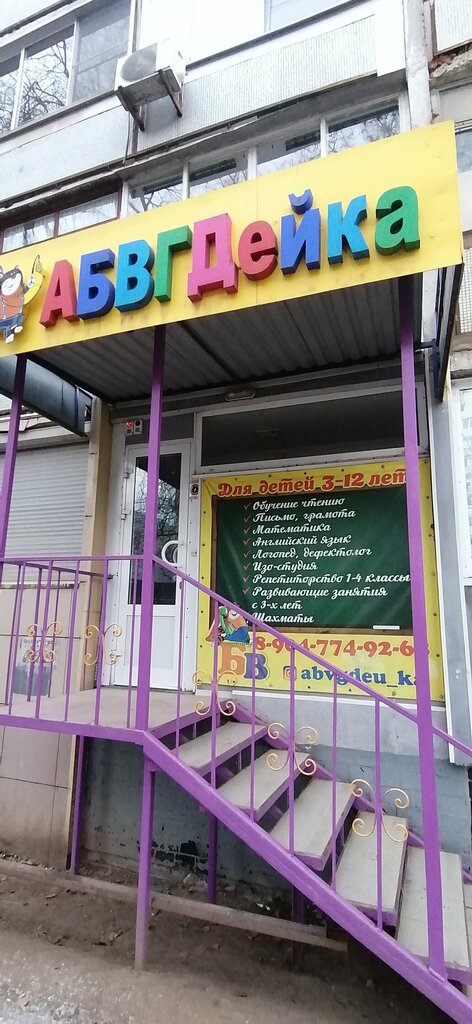 АБВГДейка
Для детей 3-12 лет
Обучение чтению
Письмо, грамота
Математика
Английский язык
Логопед, дефектолог
Изо-студия
Репетиторство 1-4 классы
Развивающие занятия
с 3-х лет
Шахматы
8-904-774-92-6
АБВ
abvgdeu_ka